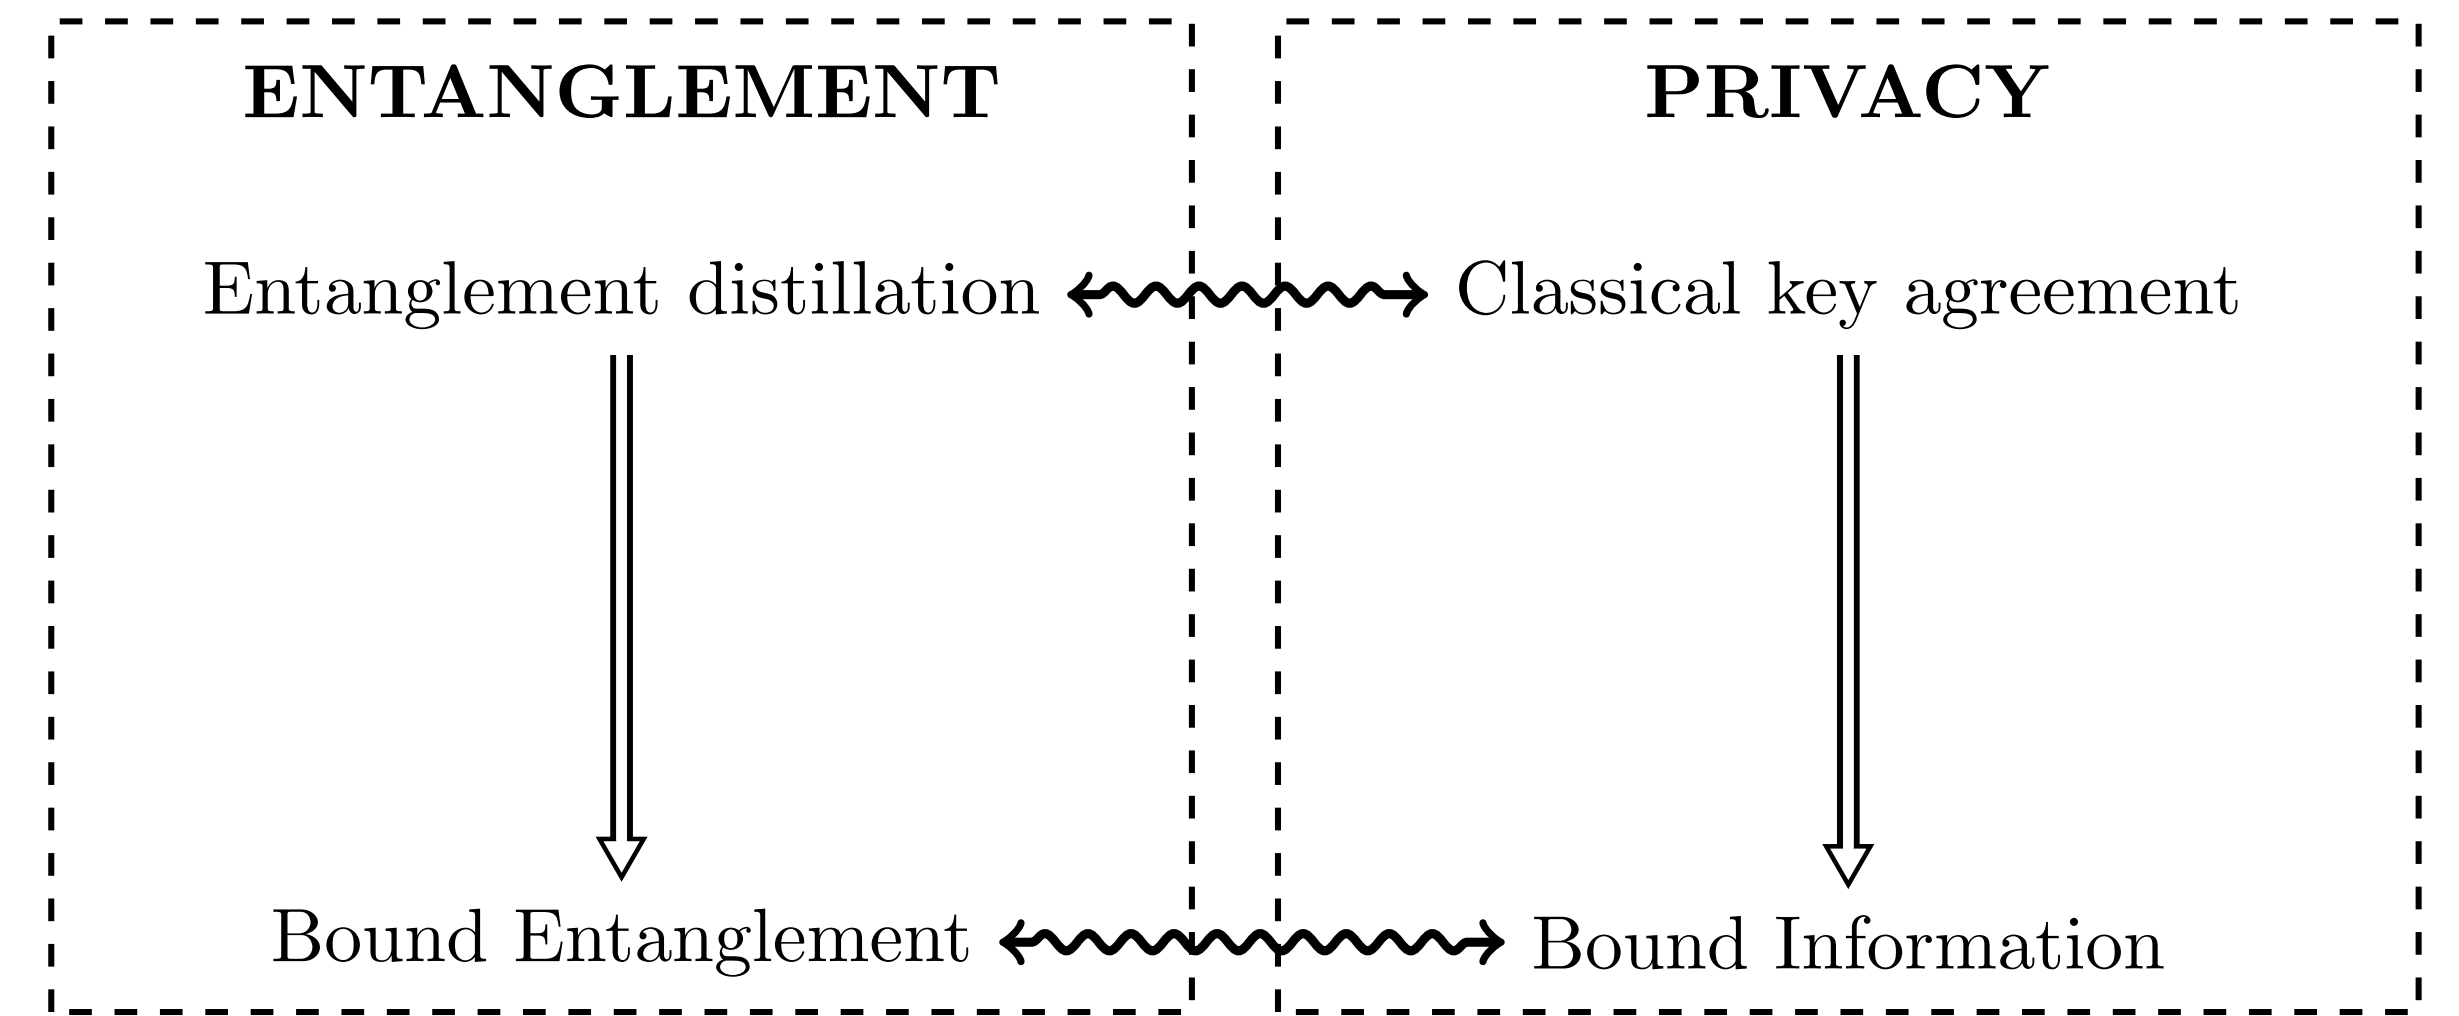 ENTANGLEMENT
PRIVACY
Entanglement distillation
Classical key agreement
Bound Entanglement
Bound Information